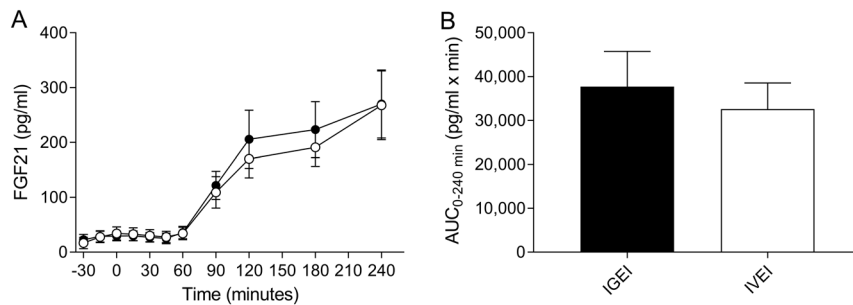 A
FGF21 (pg/ml)
400
300
200
100
0
-30 0 30 60 90 120 150 180 210 240
Time (minutes)
B
AUC0-240 min (pg/ml x min)
50,000
40,000
30,000
20,000
10,000
0
IGEI
IVEI